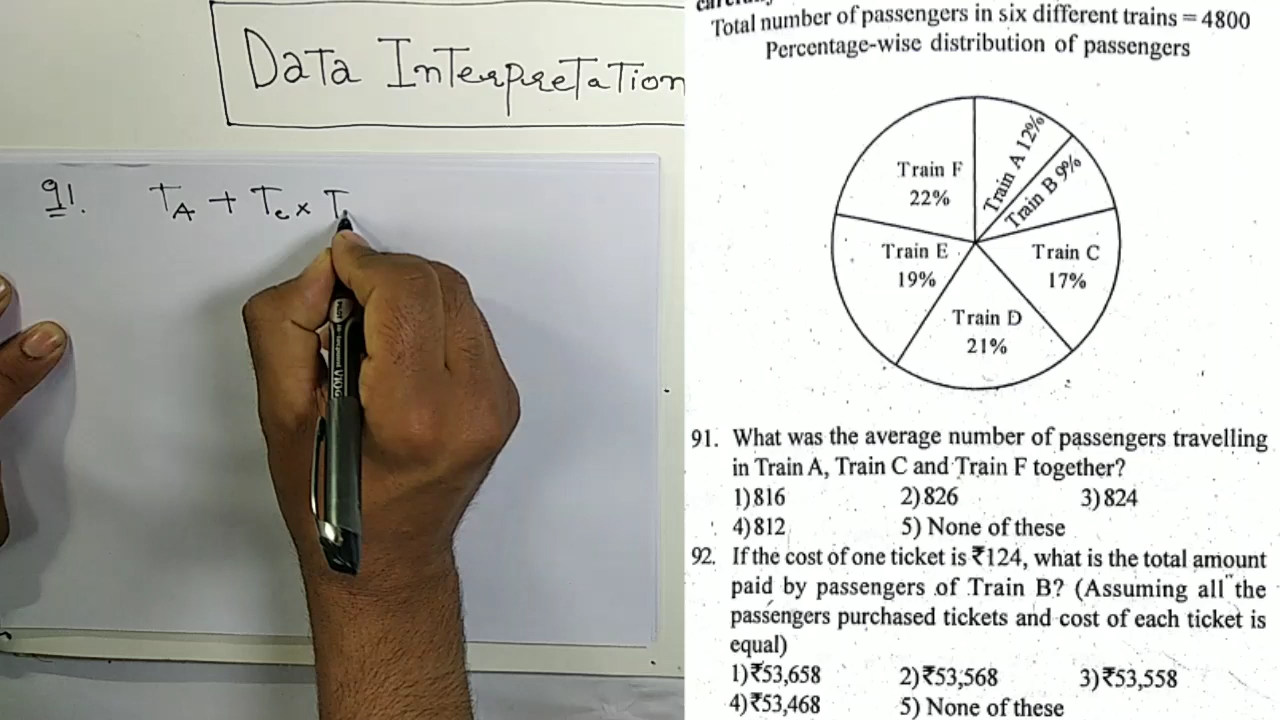 Data Interpretation
91. TA + Tc x T
Total number of passengers in six different trains = 4800
Percentage-wise distribution of passengers
Train A 12%
Train B 9%
Train F
22%
Train E
19%
Train C
17%
Train D
21%
91. What was the average number of passengers travelling
in Train A, Train C and Train F together?
1) 816 2) 826 3) 824
4) 812 5) None of these
92. If the cost of one ticket is ₹124, what is the total amount
paid by passengers of Train B? (Assuming all the
passengers purchased tickets and cost of each ticket is
equal)
1) ₹53,658 2) ₹53,568 3) ₹53,558
4) ₹53,468 5) None of these